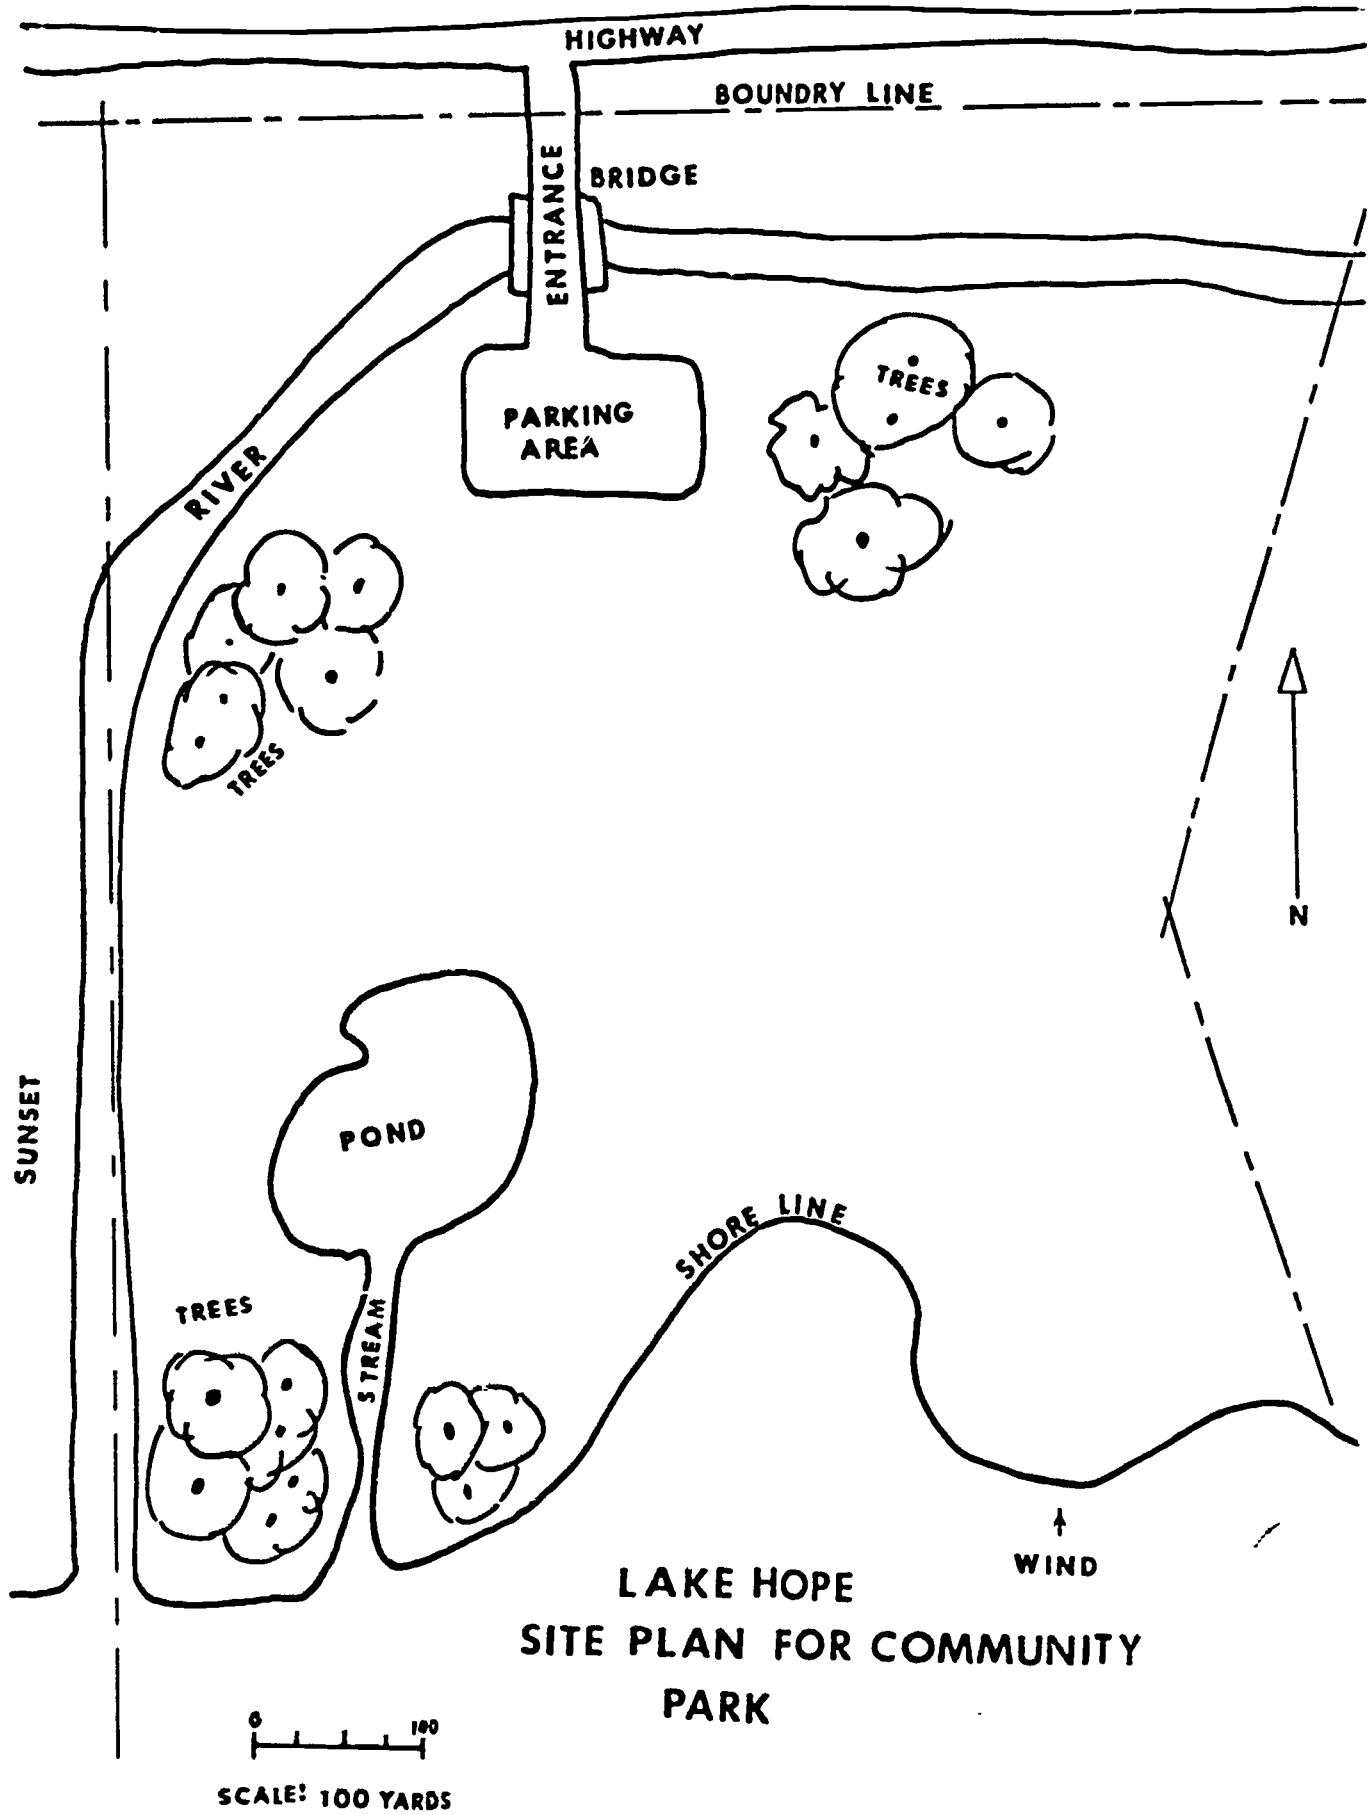 HIGHWAY
BOUNDRY LINE
ENTRANCE
BRIDGE
TREES
PARKING
AREA
RIVER
TREES
N
SUNSET
POND
SHORE LINE
TREES
STREAM
WIND
LAKE HOPE
SITE PLAN FOR COMMUNITY
PARK
0 100
SCALE: 100 YARDS